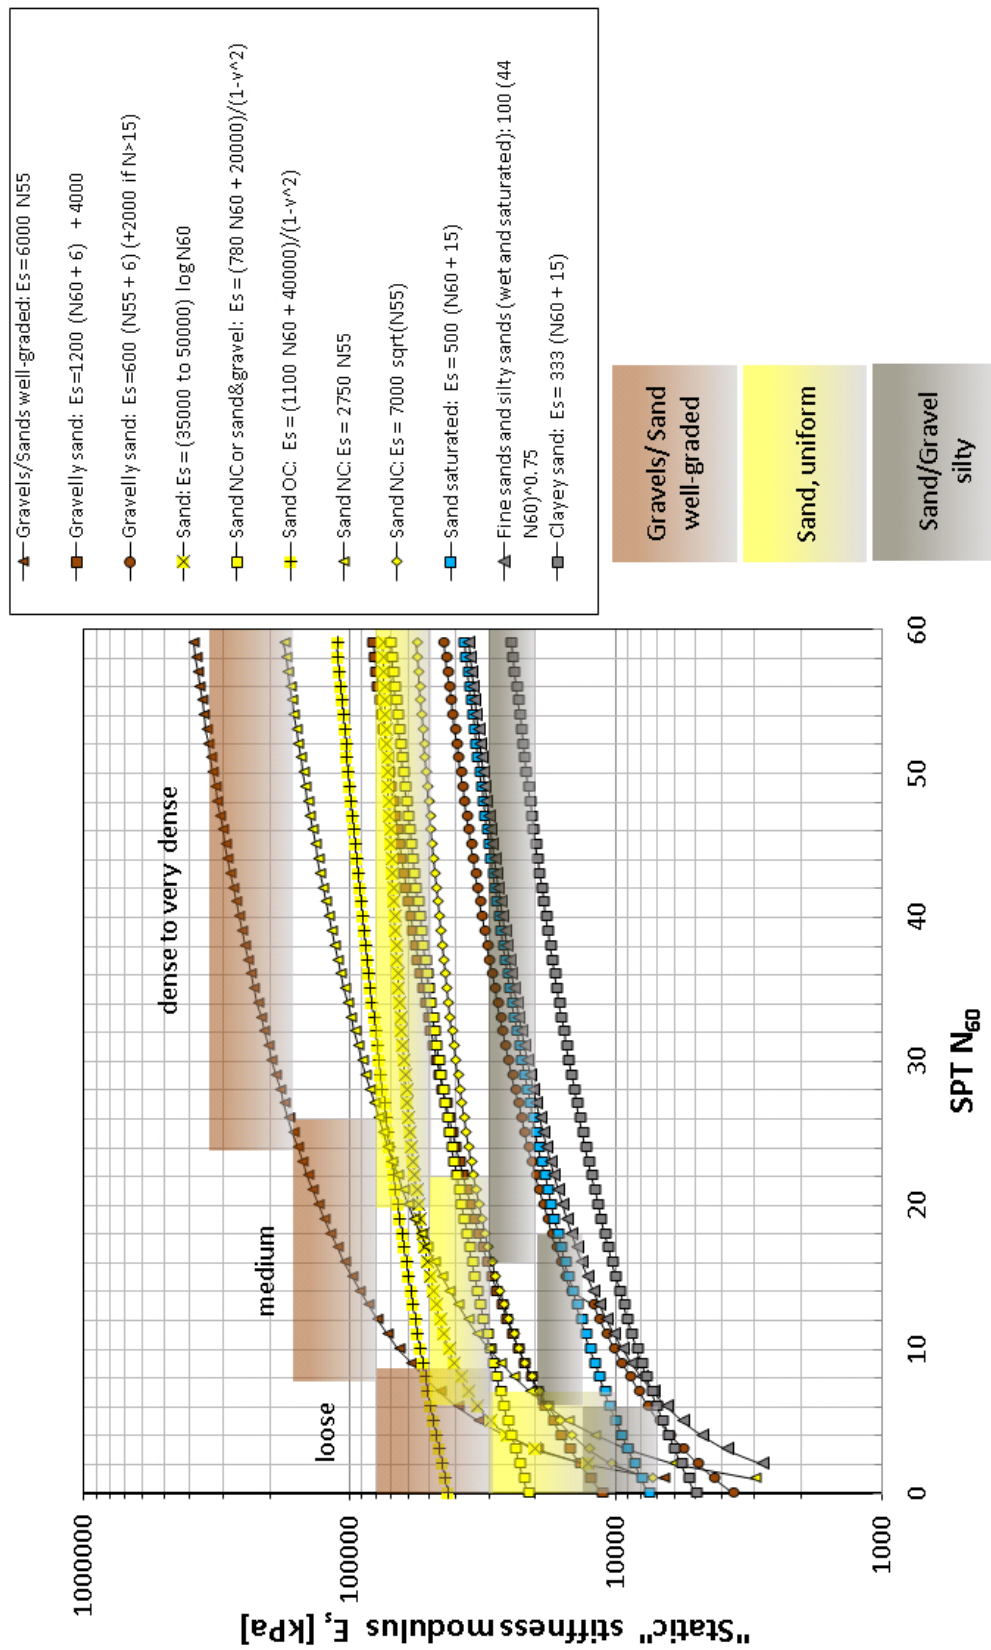 "Static" stiffness modulus Es [kPa]
1000000
100000
10000
1000
0
10
20
30
40
50
60
SPT N60
loose
medium
dense to very dense
Gravels/Sands well-graded: Es = 6000 N55
Gravelly sand: Es=1200 (N60 + 6) + 4000
Gravelly sand: Es=600 (N55 + 6) (+2000 if N>15)
Sand: Es = (35000 to 50000) logN60
Sand NC or sand&gravel: Es = (780 N60 + 20000)/(1-v^2)
Sand OC: Es = (1100 N60 + 40000)/(1-v^2)
Sand NC: Es = 2750 N55
Sand NC: Es = 7000 sqrt(N55)
Sand saturated: Es = 500 (N60 + 15)
Fine sands and silty sands (wet and saturated): 100 (44
N60)^0.75
Clayey sand: Es = 333 (N60 + 15)
Gravels/ Sand
well-graded
Sand, uniform
Sand/Gravel
silty